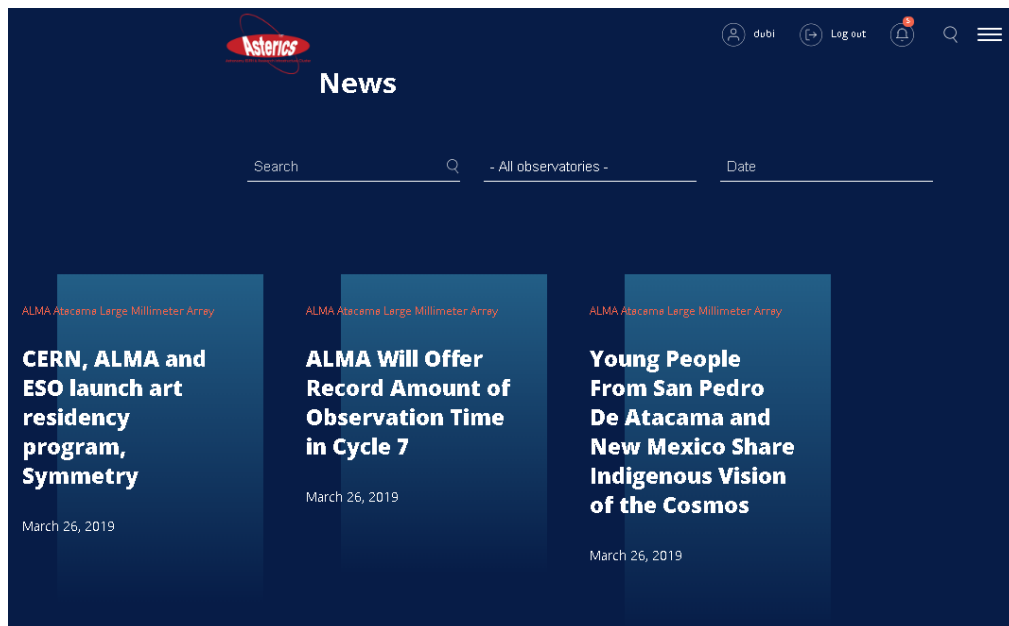 Asterics
dubi
Log out
5
News
Search
- All observatories -
Date
ALMA Atacama Large Millimeter Array
CERN, ALMA and
ESO launch art
residency
program,
Symmetry
March 26, 2019
ALMA Atacama Large Millimeter Array
ALMA Will Offer
Record Amount of
Observation Time
in Cycle 7
March 26, 2019
ALMA Atacama Large Millimeter Array
Young People
From San Pedro
De Atacama and
New Mexico Share
Indigenous Vision
of the Cosmos
March 26, 2019